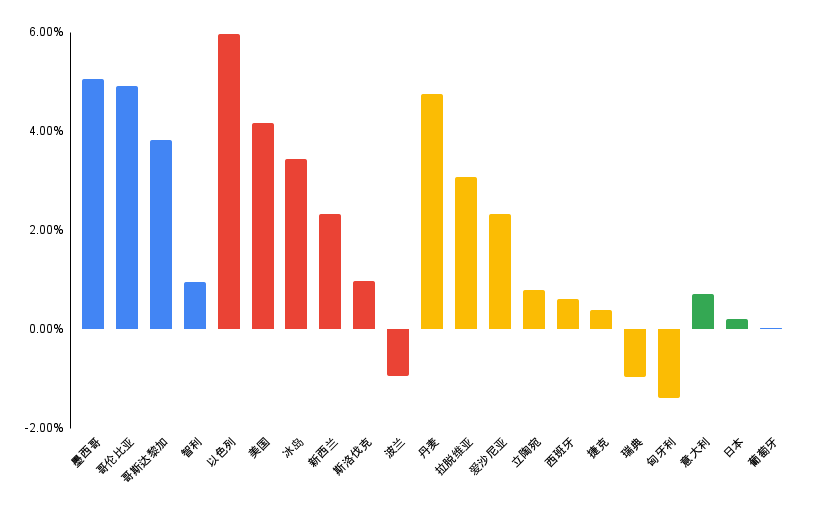 6.00%
4.00%
2.00%
0.00%
-2.00%
墨西哥
哥伦比亚
哥斯达黎加
智利
以色列
美国
冰岛
新西兰
斯洛伐克
波兰
丹麦
拉脱维亚
爱沙尼亚
立陶宛
西班牙
捷克
瑞典
匈牙利
意大利
日本
葡萄牙